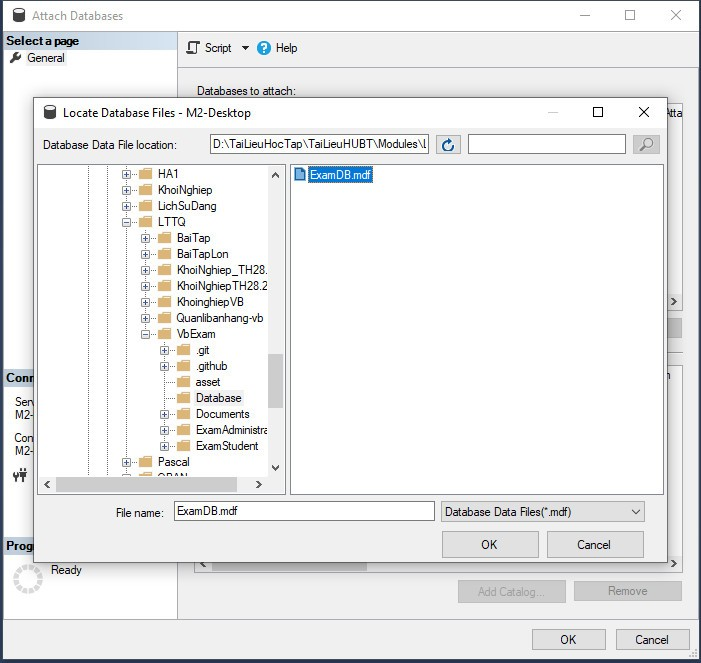 Attach Databases
Select a page
General
Script
Help
Databases to attach:
Locate Database Files - M2-Desktop
Database Data File location:
D:\TaiLieuHocTap\TaiLieuHUBT\Modules\L
HA1
KhoiNghiep
LichSuDang
LTTQ
BaiTap
BaiTapLon
KhoiNghiep_TH28.
KhoiNghiepTH28.2
KhoinghiepVB
Quanlibanhang-vb
VbExam
.git
.github
asset
Database
Documents
ExamAdministra
ExamStudent
Pascal
ExamDB.mdf
File name:
ExamDB.mdf
Database Data Files(*.mdf)
OK
Cancel
Atta
Conn
Serv
M2-
Con
M2-
Prog
Ready
Add Catalog...
Remove
OK
Cancel